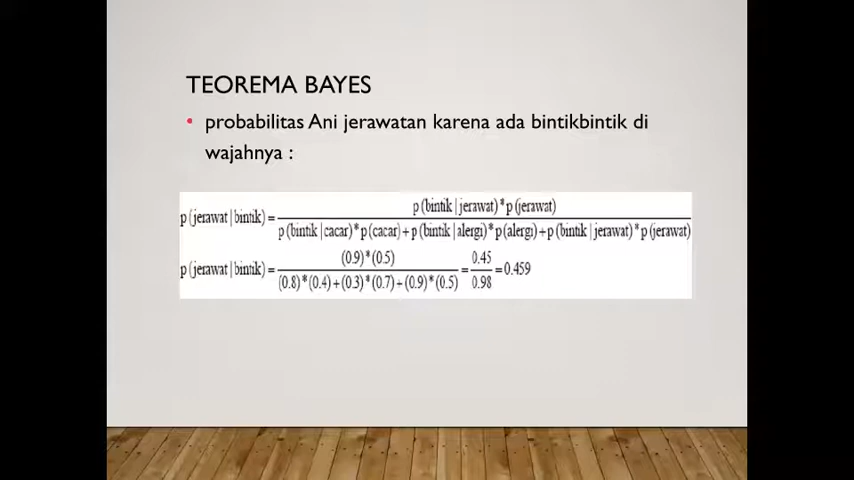 TEOREMA BAYES
• probabilitas Ani jerawatan karena ada bintikbintik di
wajahnya :
p(jerawat|bintik)= p(bintik|jerawat)*p(jerawat) / p(bintik|cacar)*p(cacar)+p(bintik|alergi)*p(alergi)+p(bintik|jerawat)*p(jerawat)
p(jerawat|bintik)= (0.9)*(0.5) / (0.8)*(0.4)+(0.3)*(0.7)+(0.9)*(0.5) = 0.45 / 0.98 = 0.459